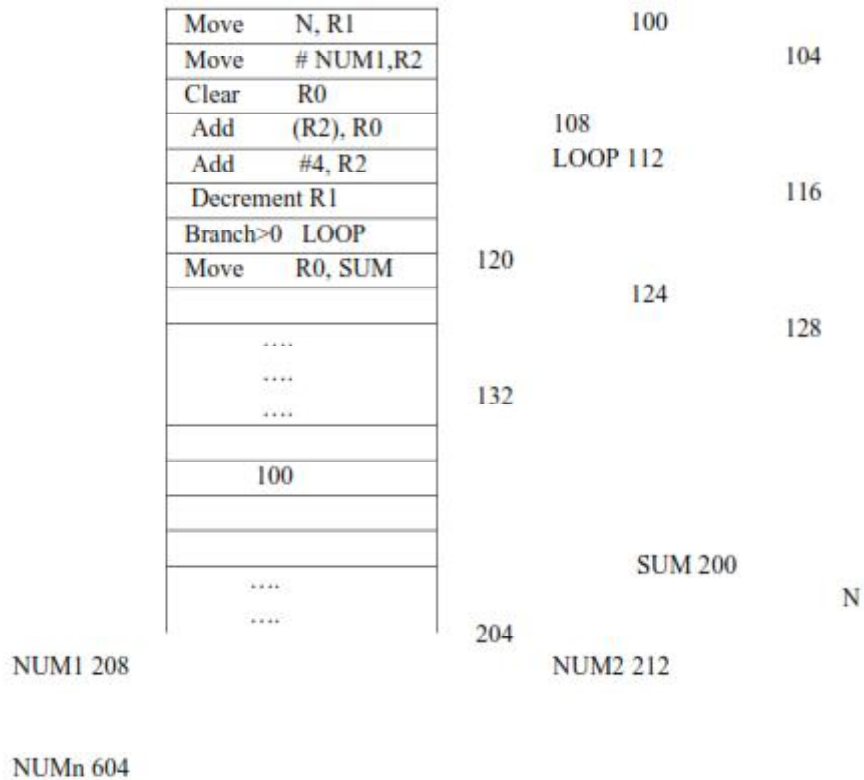 Move N, R1 100
Move # NUM1,R2 104
Clear R0
Add (R2), R0 108
Add #4, R2 LOOP 112
Decrement R1 116
Branch>0 LOOP
Move R0, SUM 120
124
128
....
....
132
....
100
SUM 200
....
N
....
204
NUM1 208 NUM2 212
NUMn 604